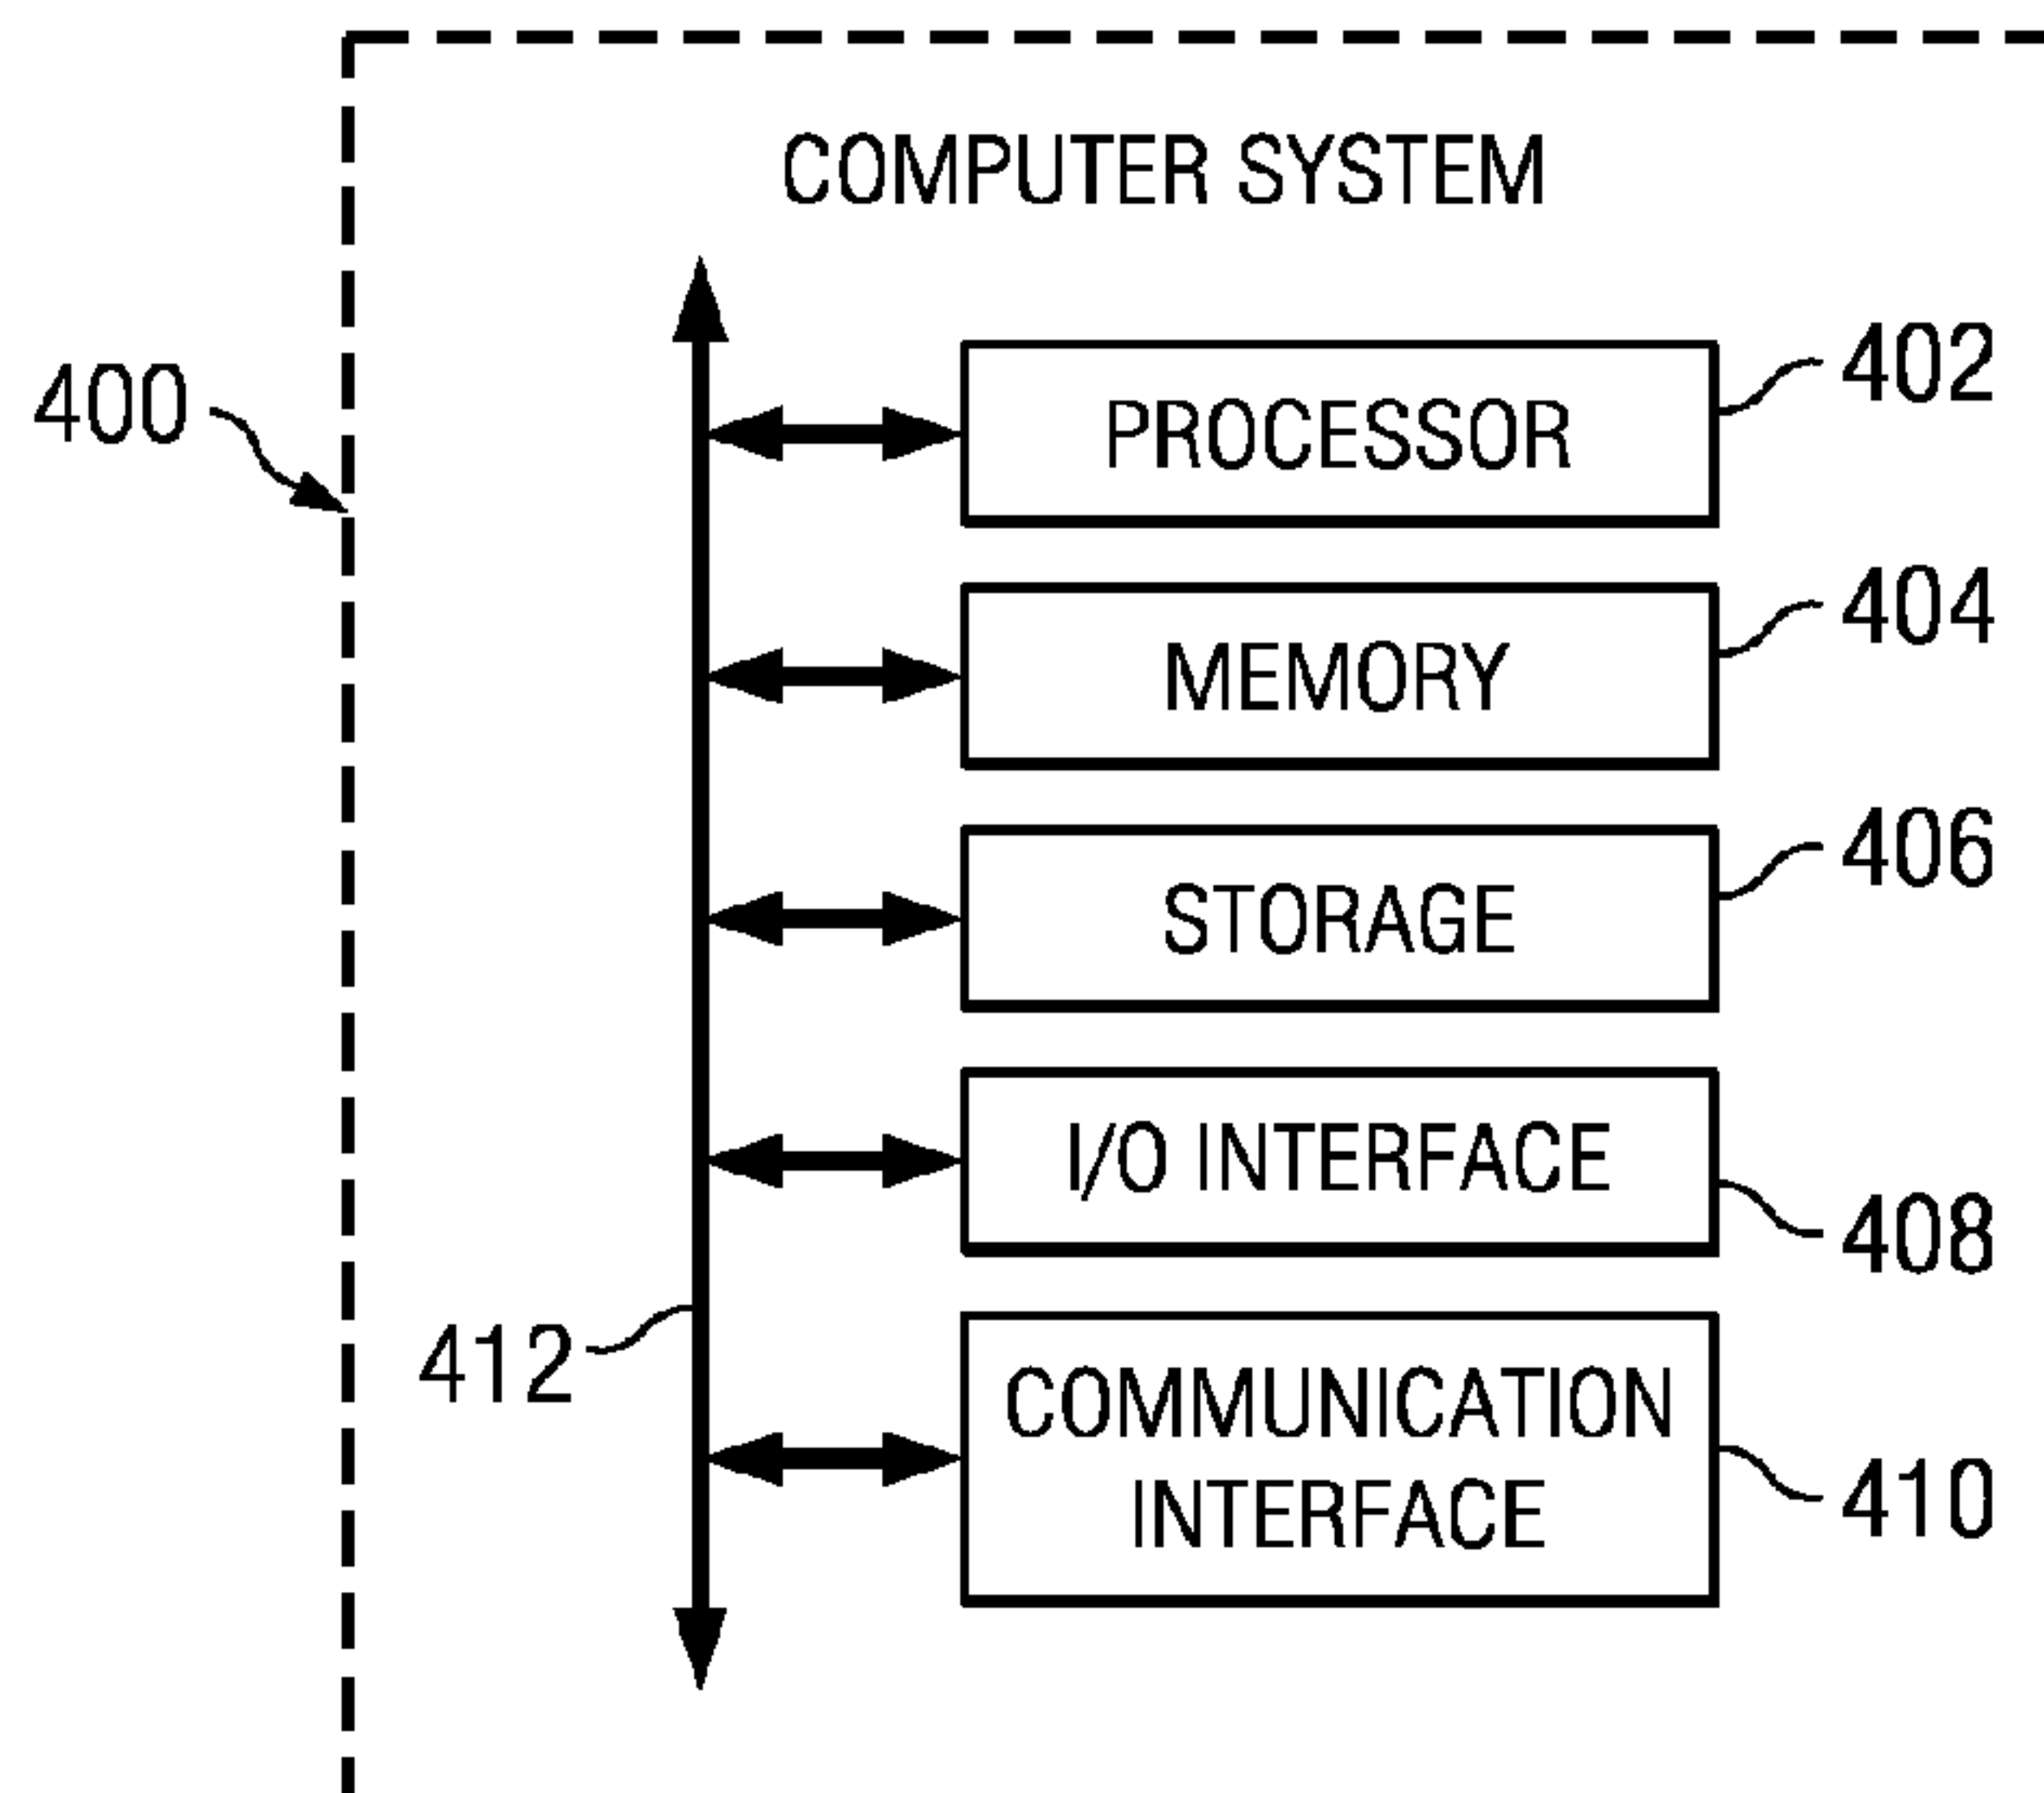 COMPUTER SYSTEM
400
PROCESSOR
402
MEMORY
404
STORAGE
406
I/O INTERFACE
408
412
COMMUNICATION
INTERFACE
410